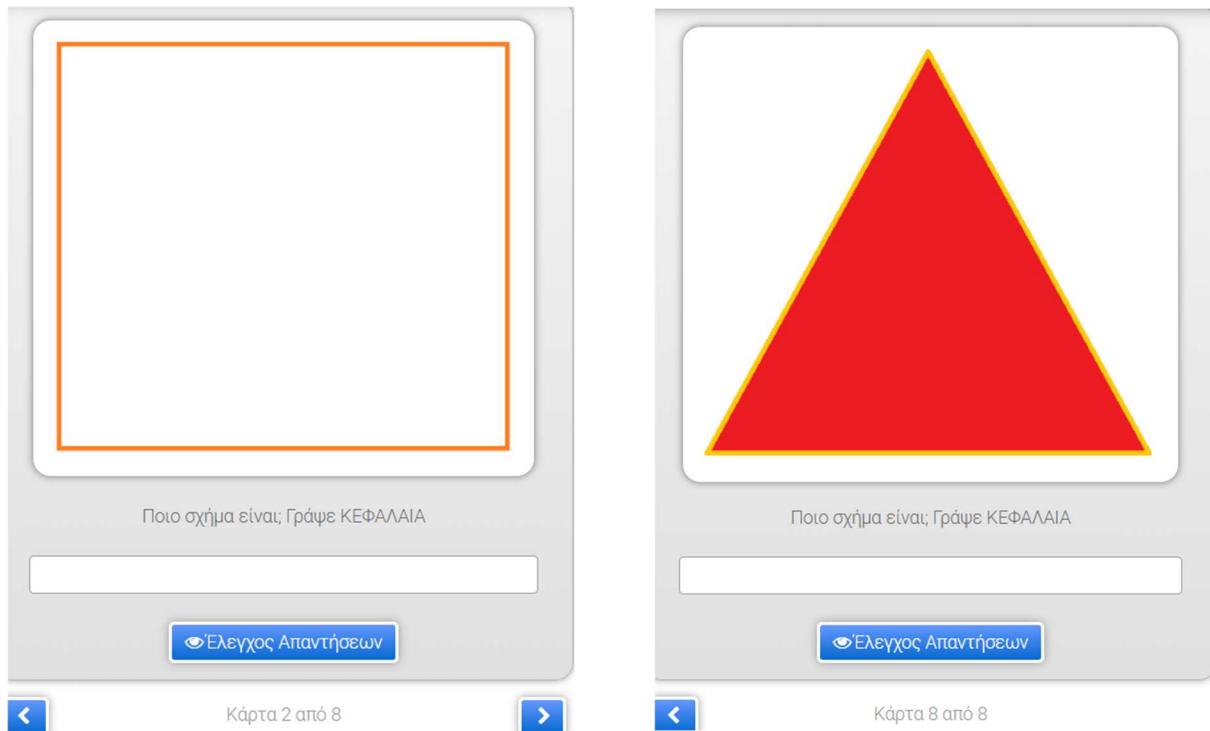 Ποιο σχήμα είναι; Γράψε ΚΕΦΑΛΑΙΑ
Έλεγχος Απαντήσεων
Κάρτα 2 από 8
Ποιο σχήμα είναι; Γράψε ΚΕΦΑΛΑΙΑ
Έλεγχος Απαντήσεων
Κάρτα 8 από 8